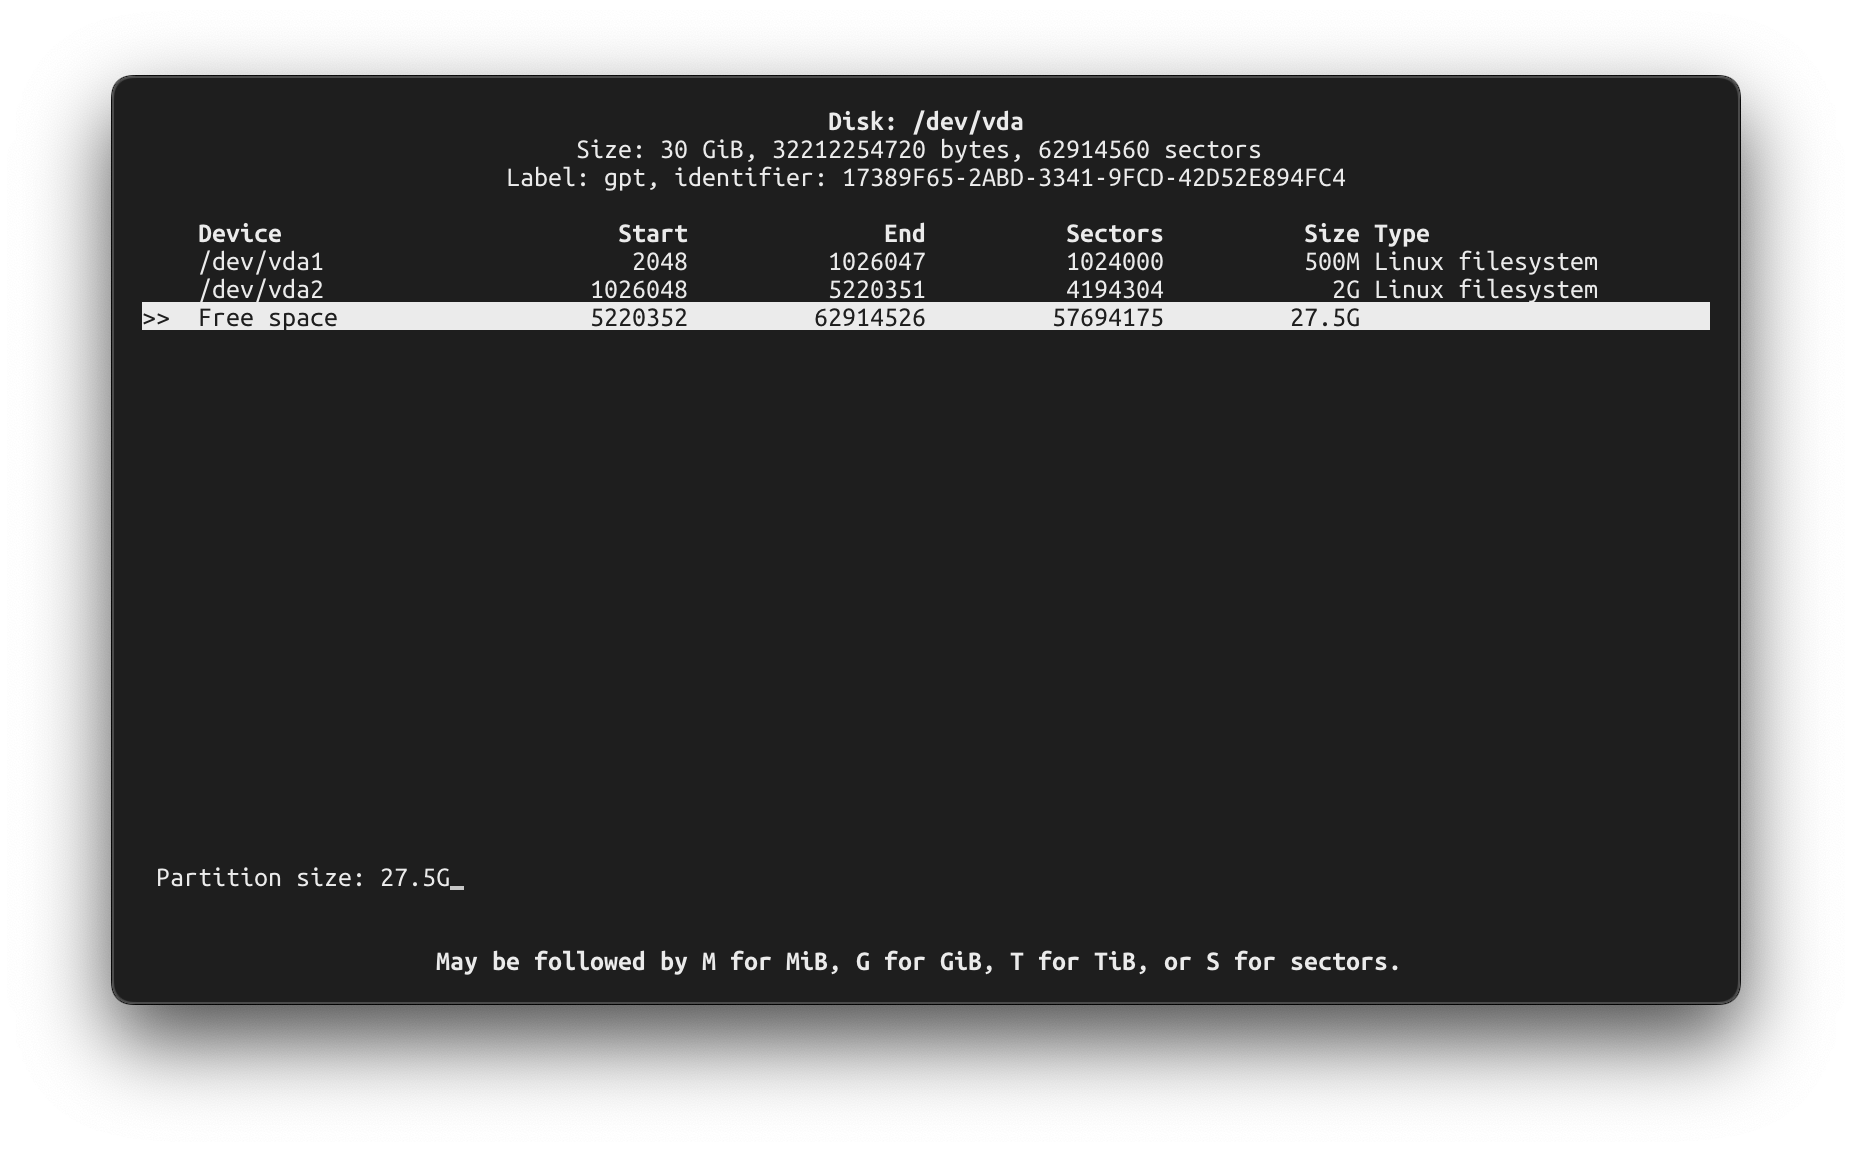 Disk: /dev/vda
Size: 30 GiB, 32212254720 bytes, 62914560 sectors
Label: gpt, identifier: 17389F65-2ABD-3341-9FCD-42D52E894FC4
Device Start End Sectors Size Type
/dev/vda1 2048 1026047 1024000 500M Linux filesystem
/dev/vda2 1026048 5220351 4194304 2G Linux filesystem
>> Free space 5220352 62914526 57694175 27.5G
Partition size: 27.5G_
May be followed by M for MiB, G for GiB, T for TiB, or S for sectors.